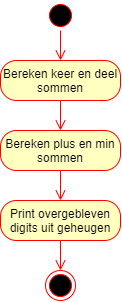 Bereken keer en deel
sommen
Bereken plus en min
sommen
Print overgebleven
digits uit geheugen